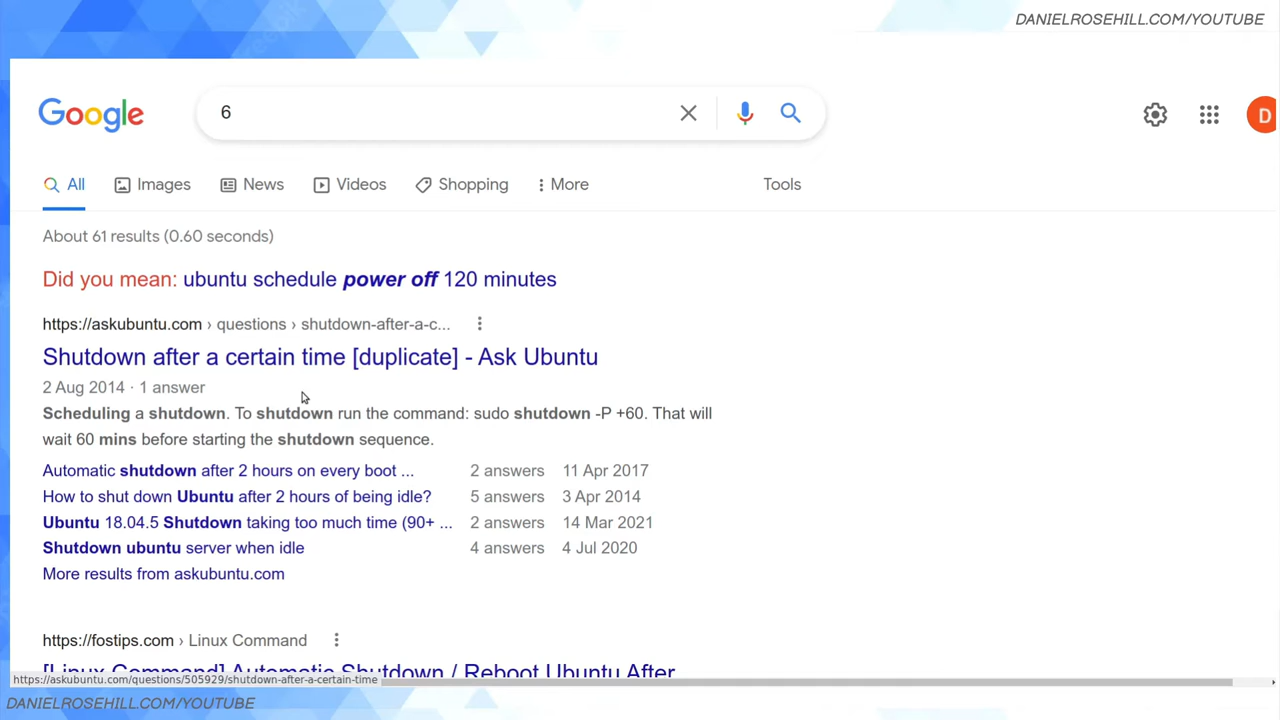 DANIELROSEHILL.COM/YOUTUBE
Google
6
D
All Images News Videos Shopping More Tools
About 61 results (0.60 seconds)
Did you mean: ubuntu schedule power off 120 minutes
https://askubuntu.com › questions › shutdown-after-a-c...
Shutdown after a certain time [duplicate] - Ask Ubuntu
2 Aug 2014 · 1 answer
Scheduling a shutdown. To shutdown run the command: sudo shutdown -P +60. That will
wait 60 mins before starting the shutdown sequence.
Automatic shutdown after 2 hours on every boot ... 2 answers 11 Apr 2017
How to shut down Ubuntu after 2 hours of being idle? 5 answers 3 Apr 2014
Ubuntu 18.04.5 Shutdown taking too much time (90+ ... 2 answers 14 Mar 2021
Shutdown ubuntu server when idle 4 answers 4 Jul 2020
More results from askubuntu.com
https://fostips.com › Linux Command
[Linux Command] Automatic Shutdown / Reboot Ubuntu After
https://askubuntu.com/questions/505929/shutdown-after-a-certain-time
DANIELROSEHILL.COM/YOUTUBE